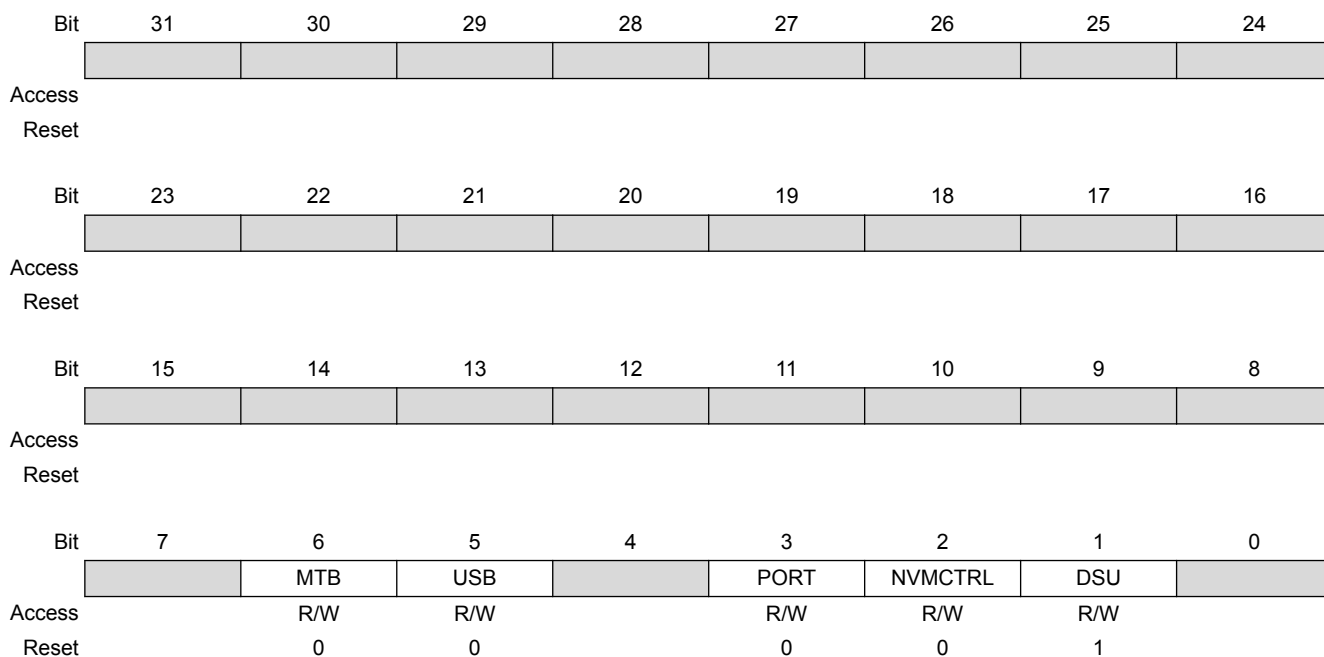 Bit 31 30 29 28 27 26 25 24
Access
Reset
Bit 23 22 21 20 19 18 17 16
Access
Reset
Bit 15 14 13 12 11 10 9 8
Access
Reset
Bit 7 6 5 4 3 2 1 0
MTB USB PORT NVMCTRL DSU
Access R/W R/W R/W R/W R/W
Reset 0 0 0 0 1